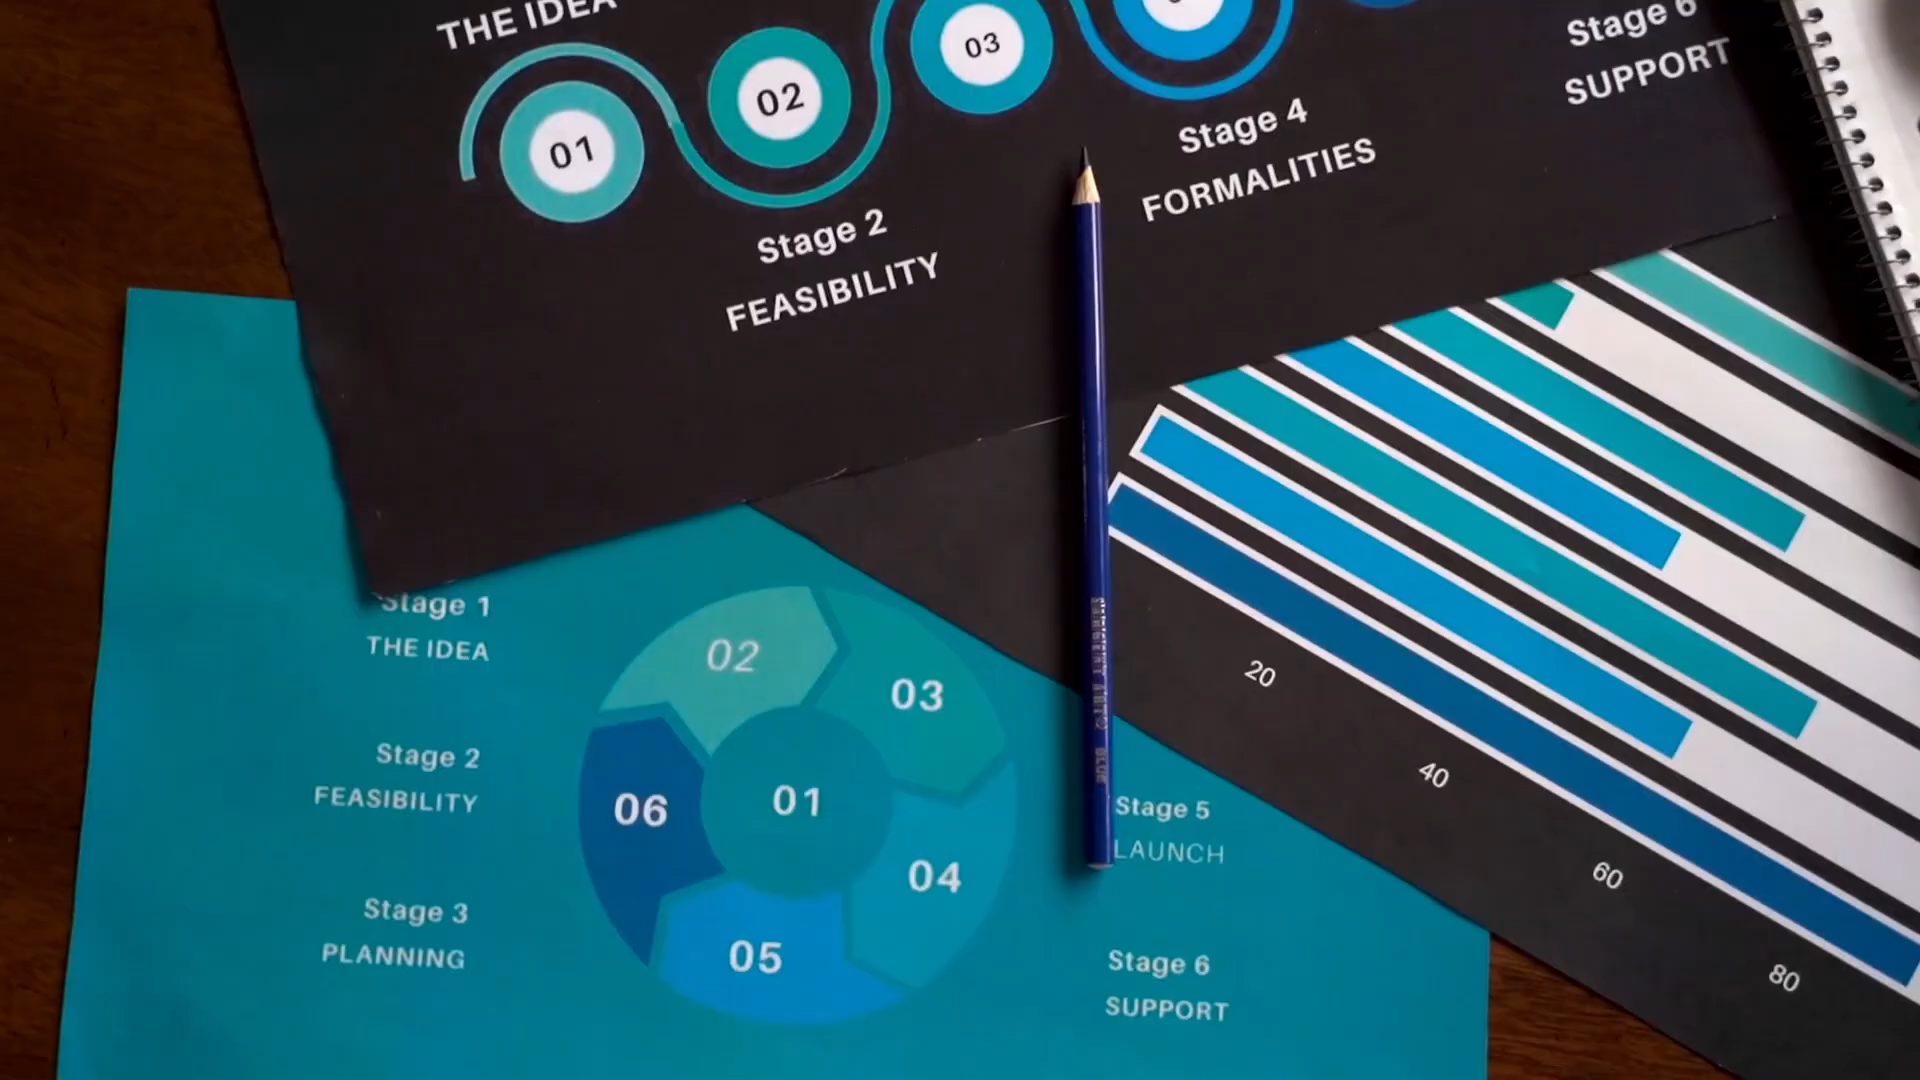 THE IDEA
01
02
03
Stage 2
FEASIBILITY
Stage 4
FORMALITIES
Stage 6
SUPPORT
Stage 1
THE IDEA
Stage 2
FEASIBILITY
Stage 3
PLANNING
02
03
06
01
04
05
Stage 5
LAUNCH
Stage 6
SUPPORT
BLUE
20
40
60
80